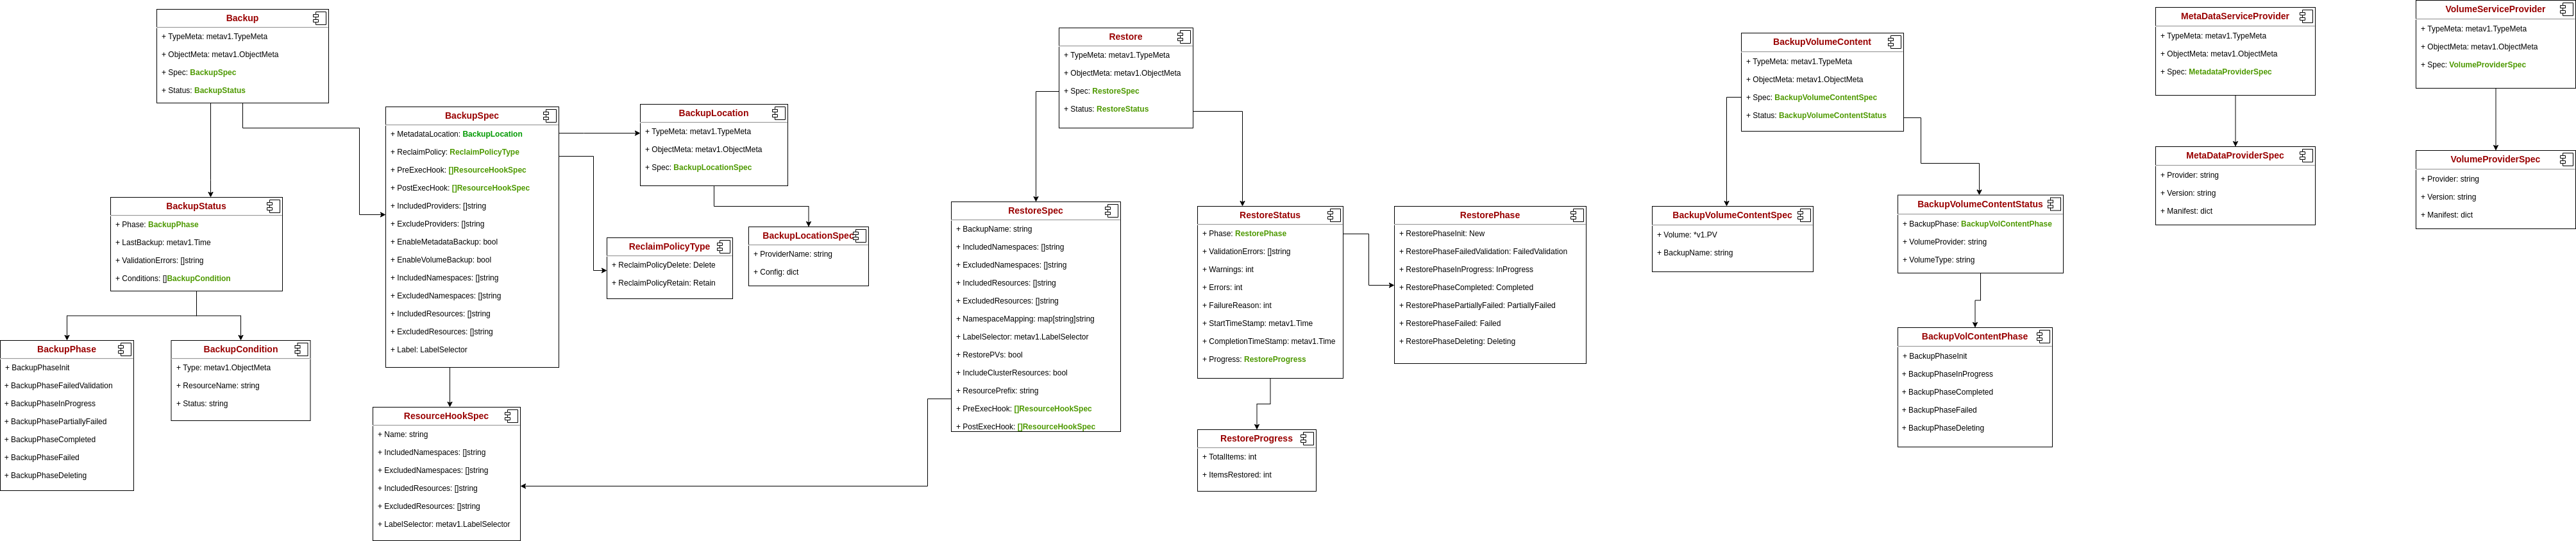 Backup
+ TypeMeta: metav1.TypeMeta
+ ObjectMeta: metav1.ObjectMeta
+ Spec: BackupSpec
+ Status: BackupStatus
BackupStatus
+ Phase: BackupPhase
+ LastBackup: metav1.Time
+ ValidationErrors: []string
+ Conditions: []BackupCondition
BackupPhase
+ BackupPhaseInit
+ BackupPhaseFailedValidation
+ BackupPhaseInProgress
+ BackupPhasePartiallyFailed
+ BackupPhaseCompleted
+ BackupPhaseFailed
+ BackupPhaseDeleting
BackupCondition
+ Type: metav1.ObjectMeta
+ ResourceName: string
+ Status: string
BackupSpec
+ MetadataLocation: BackupLocation
+ ReclaimPolicy: ReclaimPolicyType
+ PreExecHook: []ResourceHookSpec
+ PostExecHook: []ResourceHookSpec
+ IncludedProviders: []string
+ ExcludeProviders: []string
+ EnableMetadataBackup: bool
+ EnableVolumeBackup: bool
+ IncludedNamespaces: []string
+ ExcludedNamespaces: []string
+ IncludedResources: []string
+ ExcludedResources: []string
+ Label: LabelSelector
ResourceHookSpec
+ Name: string
+ IncludedNamespaces: []string
+ ExcludedNamespaces: []string
+ IncludedResources: []string
+ ExcludedResources: []string
+ LabelSelector: metav1.LabelSelector
BackupLocation
+ TypeMeta: metav1.TypeMeta
+ ObjectMeta: metav1.ObjectMeta
+ Spec: BackupLocationSpec
ReclaimPolicyType
+ ReclaimPolicyDelete: Delete
+ ReclaimPolicyRetain: Retain
BackupLocationSpec
+ ProviderName: string
+ Config: dict
Restore
+ TypeMeta: metav1.TypeMeta
+ ObjectMeta: metav1.ObjectMeta
+ Spec: RestoreSpec
+ Status: RestoreStatus
RestoreSpec
+ BackupName: string
+ IncludedNamespaces: []string
+ ExcludedNamespaces: []string
+ IncludedResources: []string
+ ExcludedResources: []string
+ NamespaceMapping: map[string]string
+ LabelSelector: metav1.LabelSelector
+ RestorePVs: bool
+ IncludeClusterResources: bool
+ ResourcePrefix: string
+ PreExecHook: []ResourceHookSpec
+ PostExecHook: []ResourceHookSpec
RestoreStatus
+ Phase: RestorePhase
+ ValidationErrors: []string
+ Warnings: int
+ Errors: int
+ FailureReason: int
+ StartTimeStamp: metav1.Time
+ CompletionTimeStamp: metav1.Time
+ Progress: RestoreProgress
RestoreProgress
+ TotalItems: int
+ ItemsRestored: int
RestorePhase
+ RestorePhaseInit: New
+ RestorePhaseFailedValidation: FailedValidation
+ RestorePhaseInProgress: InProgress
+ RestorePhaseCompleted: Completed
+ RestorePhasePartiallyFailed: PartiallyFailed
+ RestorePhaseFailed: Failed
+ RestorePhaseDeleting: Deleting
BackupVolumeContent
+ TypeMeta: metav1.TypeMeta
+ ObjectMeta: metav1.ObjectMeta
+ Spec: BackupVolumeContentSpec
+ Status: BackupVolumeContentStatus
BackupVolumeContentSpec
+ Volume: *v1.PV
+ BackupName: string
BackupVolumeContentStatus
+ BackupPhase: BackupVolContentPhase
+ VolumeProvider: string
+ VolumeType: string
BackupVolContentPhase
+ BackupPhaseInit
+ BackupPhaseInProgress
+ BackupPhaseCompleted
+ BackupPhaseFailed
+ BackupPhaseDeleting
MetaDataServiceProvider
+ TypeMeta: metav1.TypeMeta
+ ObjectMeta: metav1.ObjectMeta
+ Spec: MetadataProviderSpec
MetaDataProviderSpec
+ Provider: string
+ Version: string
+ Manifest: dict
VolumeServiceProvider
+ TypeMeta: metav1.TypeMeta
+ ObjectMeta: metav1.ObjectMeta
+ Spec: VolumeProviderSpec
VolumeProviderSpec
+ Provider: string
+ Version: string
+ Manifest: dict